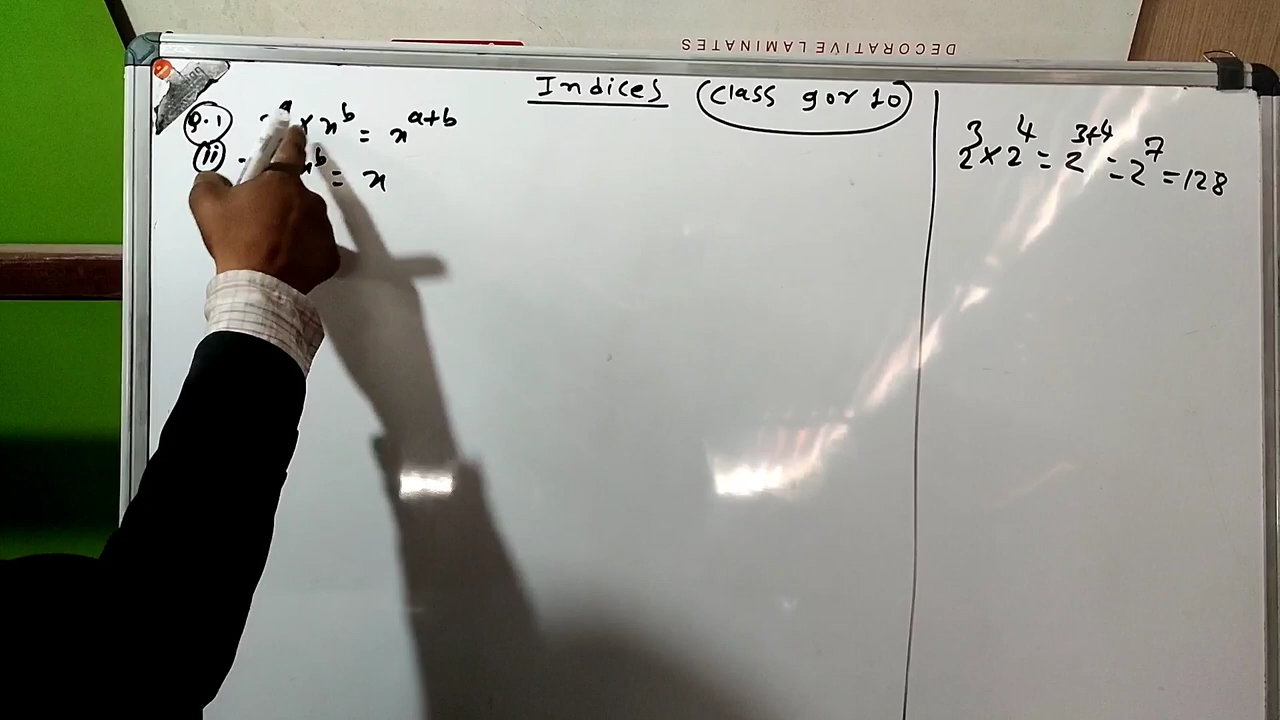 DECORATIVE LAMINATES
Indices (Class 9 or 10)
Q.1 × x^b = x^{a+b}
(ii) x^b = x
2^3 × 2^4 = 2^{3+4} = 2^7 = 128